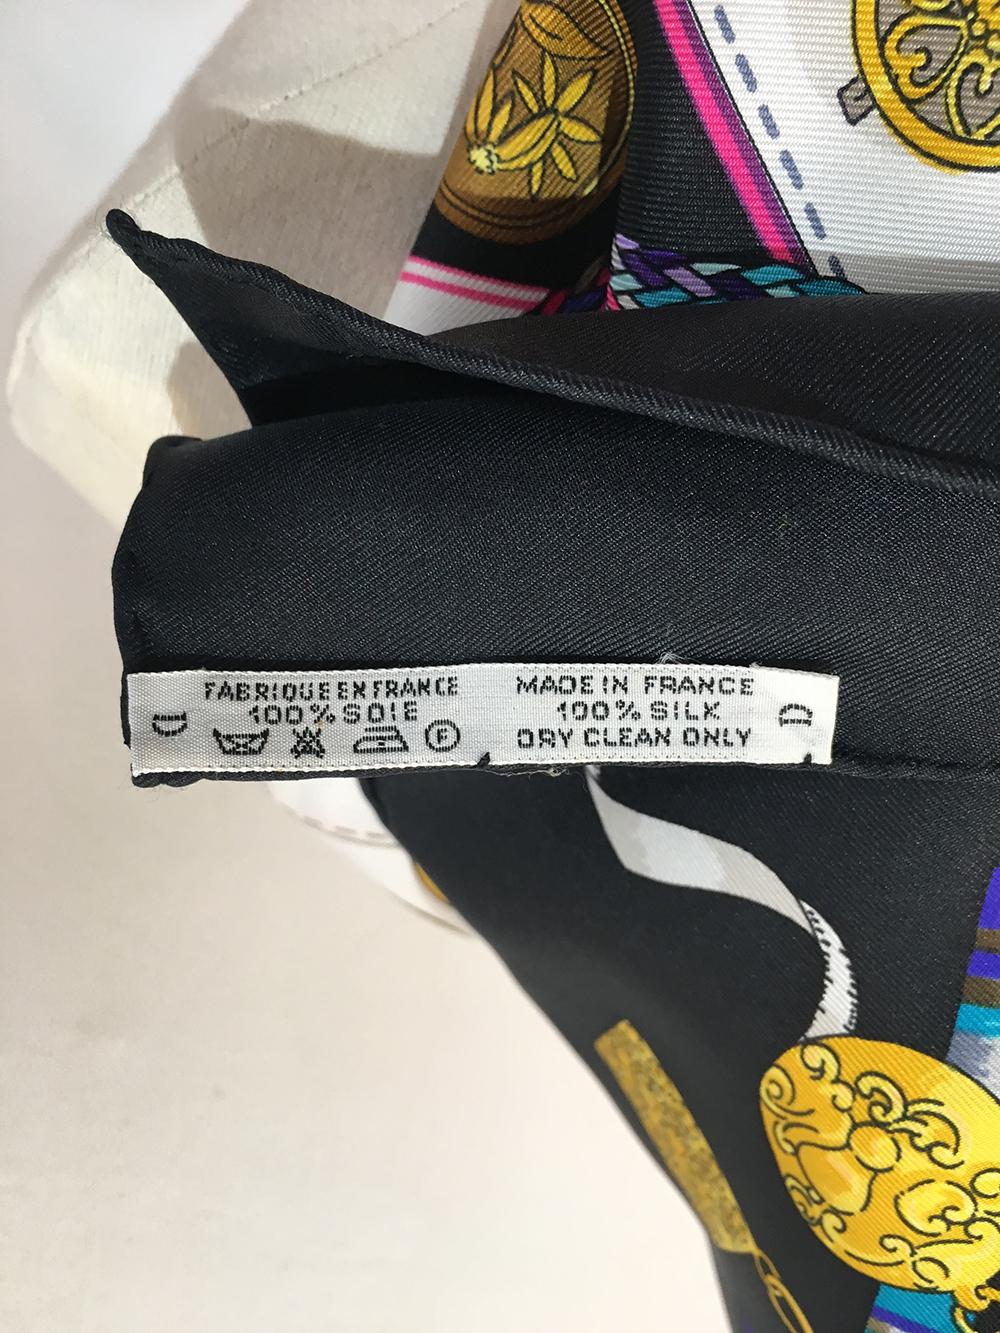 FABRIQUE EN FRANCE
100% SOIE
F
MADE IN FRANCE
100% SILK
DRY CLEAN ONLY
D
D